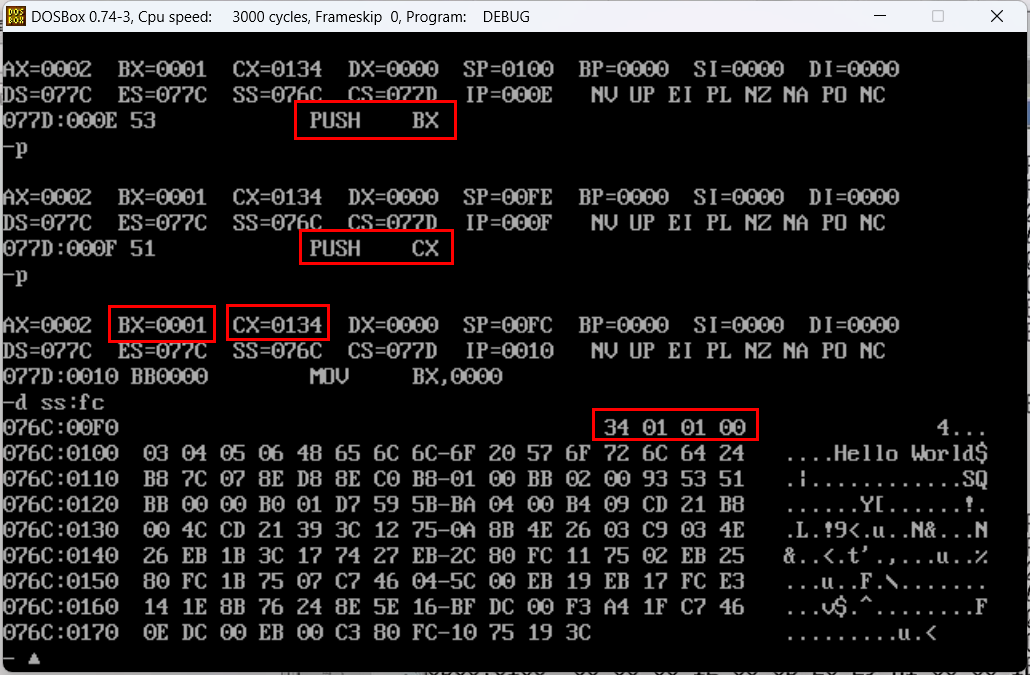 DOSBox 0.74-3, Cpu speed: 3000 cycles, Frameskip 0, Program: DEBUG
AX=0002 BX=0001 CX=0134 DX=0000 SP=0100 BP=0000 SI=0000 DI=0000
DS=077C ES=077C SS=076C CS=077D IP=000E NV UP EI PL NZ NA PO NC
077D:000E 53 PUSH BX
-p
AX=0002 BX=0001 CX=0134 DX=0000 SP=00FE BP=0000 SI=0000 DI=0000
DS=077C ES=077C SS=076C CS=077D IP=000F NV UP EI PL NZ NA PO NC
077D:000F 51 PUSH CX
-p
AX=0002 BX=0001 CX=0134 DX=0000 SP=00FC BP=0000 SI=0000 DI=0000
DS=077C ES=077C SS=076C CS=077D IP=0010 NV UP EI PL NZ NA PO NC
077D:0010 BB0000 MOV BX,0000
-d ss:fc
076C:00F0 34 01 01 00 4...
076C:0100 03 04 05 06 48 65 6C 6C-6F 20 57 6F 72 6C 64 24 ....Hello World$
076C:0110 B8 7C 07 8E D8 8E C0 B8-01 00 BB 02 00 93 53 51 .|............SQ
076C:0120 BB 00 00 B0 01 D7 59 5B-BA 04 00 B4 09 CD 21 B8 ......Y[......!.
076C:0130 00 4C CD 21 39 3C 12 75-0A 8B 4E 26 03 C9 03 4E .L.!9<.u..N&...N
076C:0140 26 EB 1B 3C 17 74 27 EB-2C 80 FC 11 75 02 EB 25 &..<.t'.,...u..%
076C:0150 80 FC 1B 75 07 C7 46 04-5C 00 EB 19 EB 17 FC E3 ...u..F.\.......
076C:0160 14 1E 8B 76 24 8E 5E 16-BF DC 00 F3 A4 1F C7 46 ...v$.^........F
076C:0170 0E DC 00 EB 00 C3 80 FC-10 75 19 3C .........u.<
-